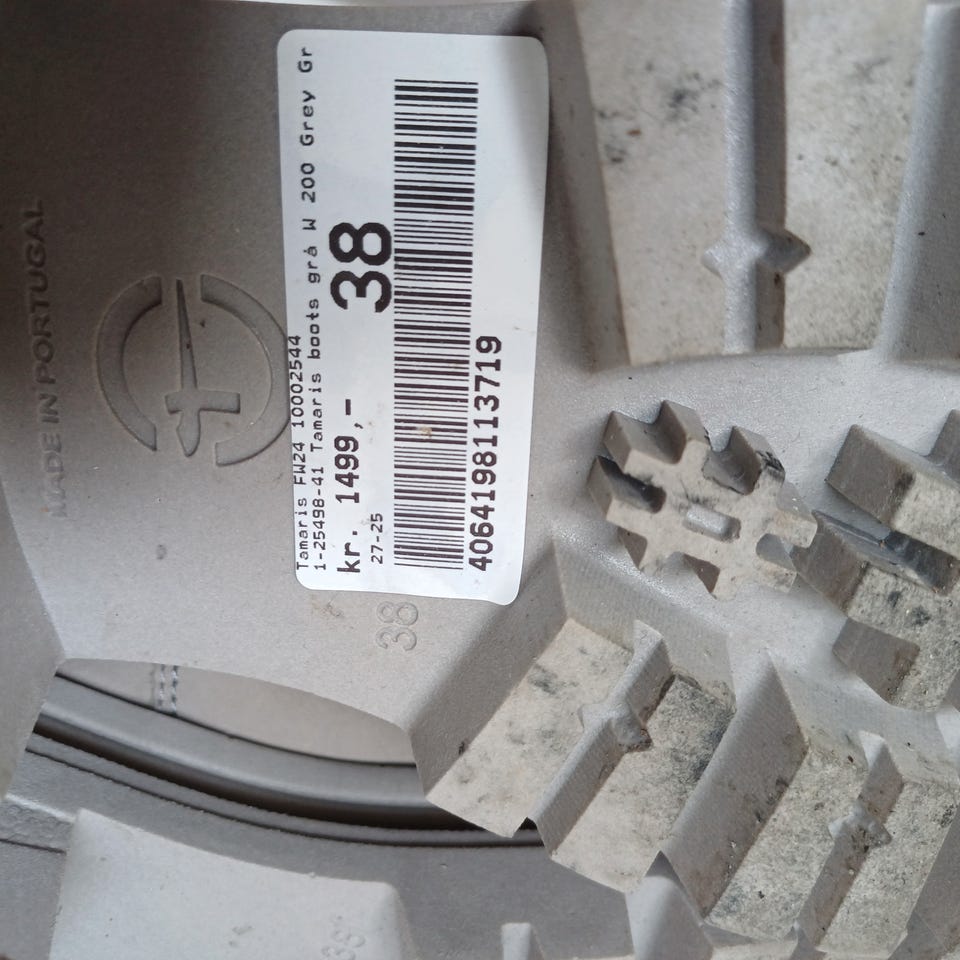 MADE IN PORTUGAL
Tamaris FW24 10002544
1-25498-41 Tamaris boots grå W 200 Grey Gr
kr. 1499,-
38
27-25
4064198113719
38
38